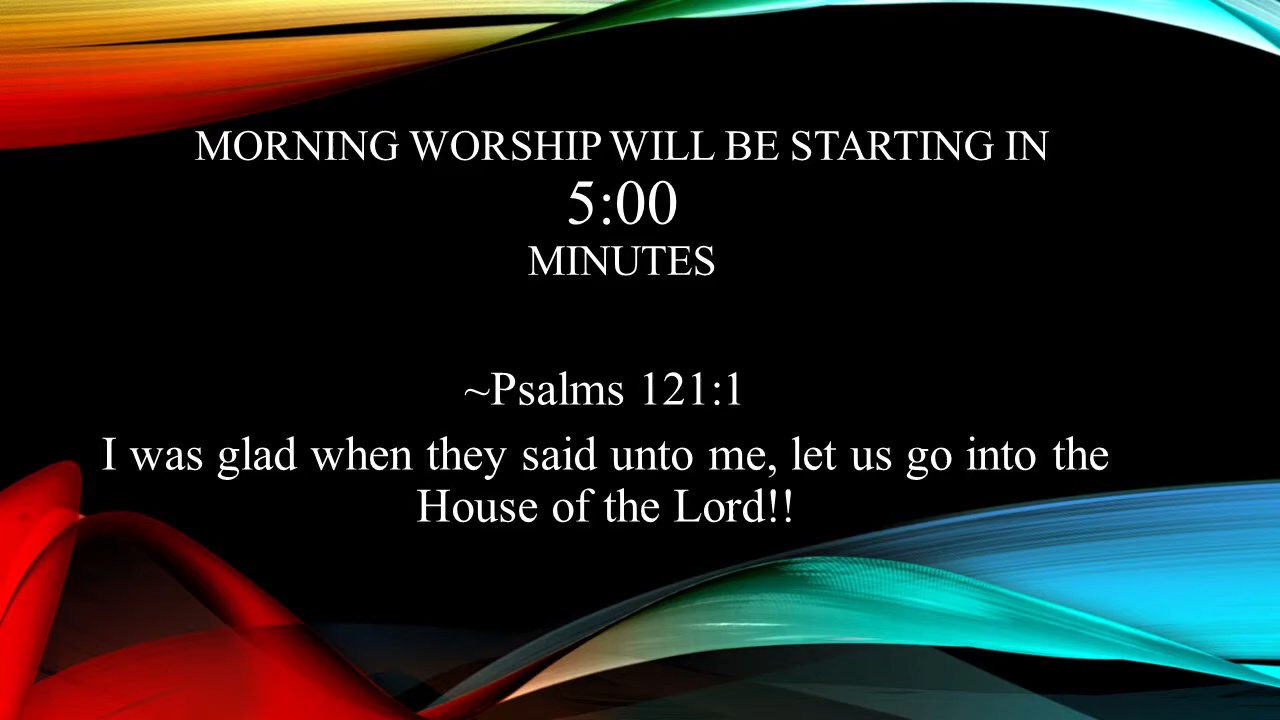 MORNING WORSHIP WILL BE STARTING IN
5:00
MINUTES
~Psalms 121:1
I was glad when they said unto me, let us go into the
House of the Lord!!